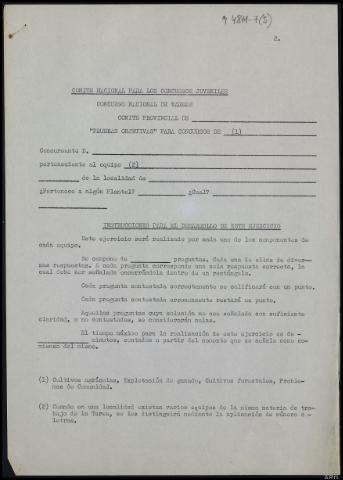 9 4811-7(5)
2.
COMITE NACIONAL PARA LOS CONCURSOS JUVENILES
CONCURSO NACIONAL DE TAREAS
COMITE PROVINCIAL DE
"PRUEBAS OBJETIVAS" PARA CONCURSOS DE (1)
Concursante D.
perteneciente al equipo (2)
de la localidad de
¿Pertenece a algún Plantel? ¿Cual?
INSTRUCCIONES PARA EL DESARROLLO DE ESTE EJERCICIO
Este ejercicio será realizado por cada uno de los componentes de
cada equipo.
Se compone de preguntas. Cada una de ellas de diver-
sas respuestas. A cada pregunta corresponde una sola respuesta correcta, la
cual debe ser señalada encerrándola dentro de un rectángulo.
Cada pregunta contestada correctamente se calificará con un punto.
Cada pregunta contestada erroneamente restará un punto.
Aquellas preguntas cuya solución no sea señalada con suficiente
claridad, o no contestadas, se considerarán nulas.
El tiempo máximo para la realización de este ejercicio es de
minutos, contados a partir del momento que se señale como co-
mienzo del mismo.
(1) Cultivos agrícolas, Explotación de ganado, Cultivos forestales, Proble-
mas de Comunidad.
(2) Cuando en una localidad existan varios equipos de la misma materia de tra-
bajo de la Tarea, se les distinguirá mediante la aplicación de número o
letras.